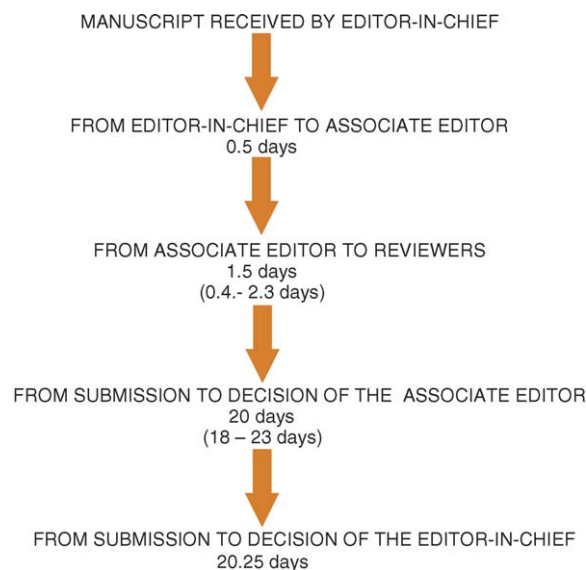 MANUSCRIPT RECEIVED BY EDITOR-IN-CHIEF
FROM EDITOR-IN-CHIEF TO ASSOCIATE EDITOR
0.5 days
FROM ASSOCIATE EDITOR TO REVIEWERS
1.5 days
(0.4.- 2.3 days)
FROM SUBMISSION TO DECISION OF THE ASSOCIATE EDITOR
20 days
(18 – 23 days)
FROM SUBMISSION TO DECISION OF THE EDITOR-IN-CHIEF
20.25 days